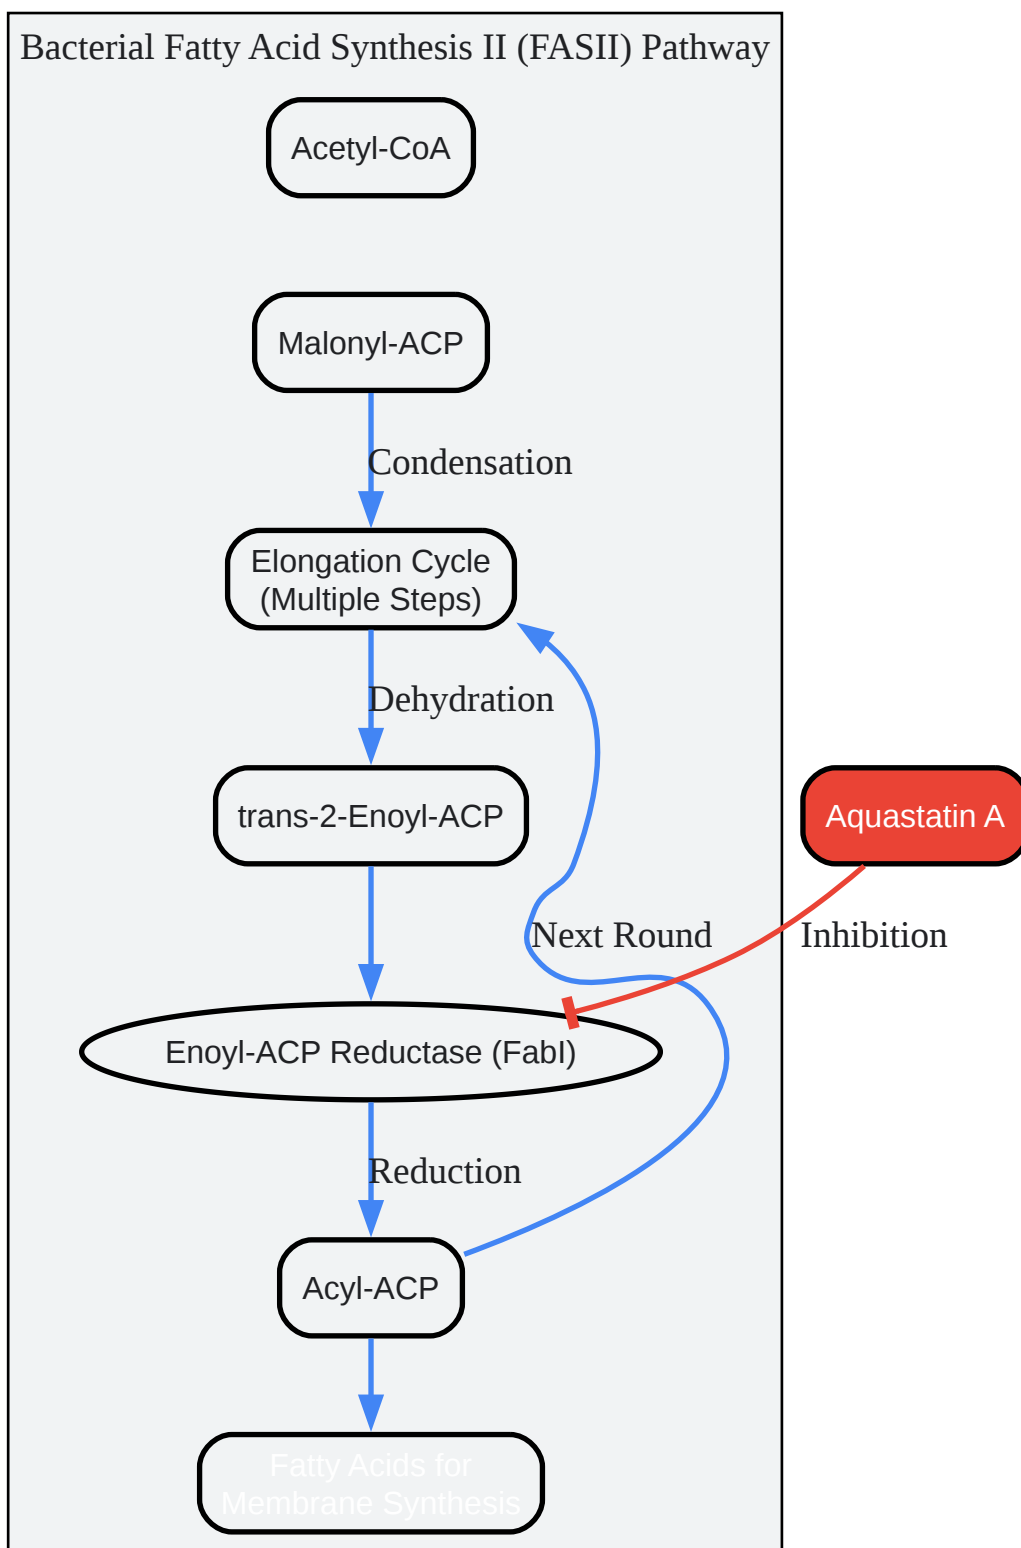 Bacterial Fatty Acid Synthesis II (FASII) Pathway
Acetyl-CoA
Malonyl-ACP
Condensation
Elongation Cycle
(Multiple Steps)
Dehydration
trans-2-Enoyl-ACP
Aquastatin A
Next Round
Inhibition
Enoyl-ACP Reductase (FabI)
Reduction
Acyl-ACP
Fatty Acids for
Membrane Synthesis